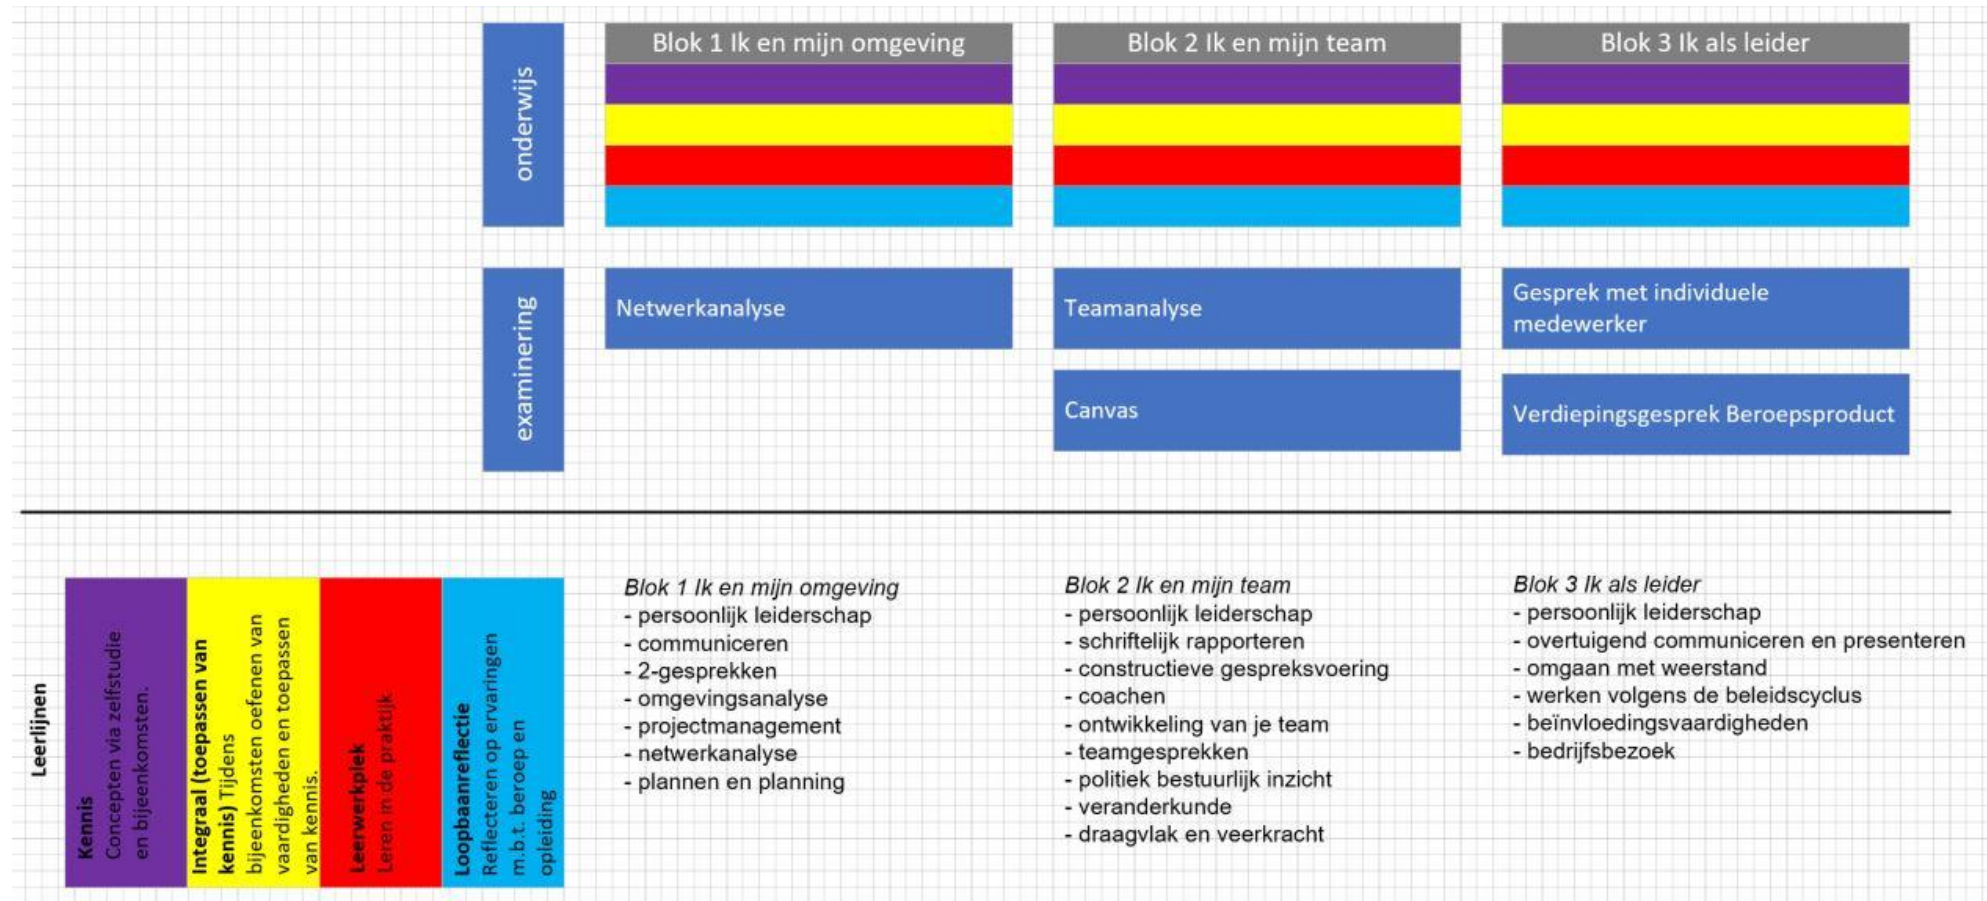 onderwijs
Blok 1 Ik en mijn omgeving
Blok 2 Ik en mijn team
Blok 3 Ik als leider
examinering
Netwerkanalyse
Teamanalyse
Gesprek met individuele
medewerker
Canvas
Verdiepingsgesprek Beroepsproduct
Leerlijnen
Kennis
Concepten via zelfstudie
en bijeenkomsten.
Integraal (toepassen van
kennis) Tijdens
bijeenkomsten oefenen van
vaardigheden en toepassen
van kennis.
Leerwerkplek
Leren in de praktijk
Loopbaanreflectie
Reflecteren op ervaringen
m.b.t. beroep en
opleiding
Blok 1 Ik en mijn omgeving
- persoonlijk leiderschap
- communiceren
- 2-gesprekken
- omgevingsanalyse
- projectmanagement
- netwerkanalyse
- plannen en planning
Blok 2 Ik en mijn team
- persoonlijk leiderschap
- schriftelijk rapporteren
- constructieve gespreksvoering
- coachen
- ontwikkeling van je team
- teamgesprekken
- politiek bestuurlijk inzicht
- veranderkunde
- draagvlak en veerkracht
Blok 3 Ik als leider
- persoonlijk leiderschap
- overtuigend communiceren en presenteren
- omgaan met weerstand
- werken volgens de beleidscyclus
- beïnvloedingsvaardigheden
- bedrijfsbezoek